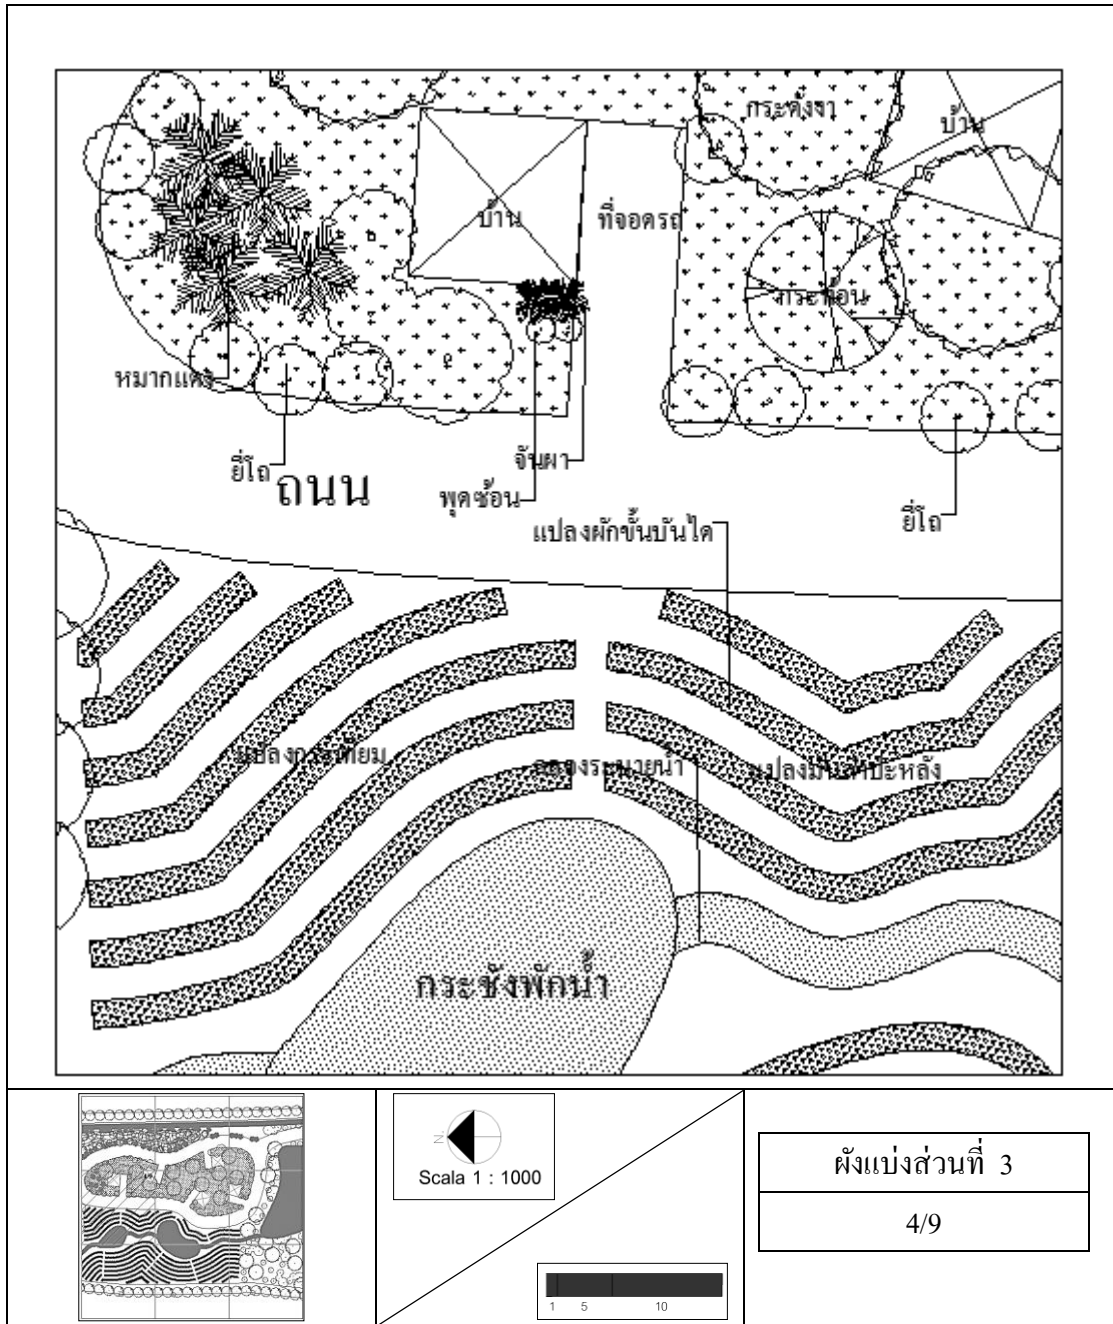 กระดังงา
บ้าน
บ้าน
ที่จอดรถ
กระท้อน
หมากแดง
ยี่โถ
ถนน
จันผา
พุดซ้อน
ยี่โถ
แปลงผักขั้นบันได
แปลงกระเทียม
คลองระบายน้ำ
แปลงมันสำปะหลัง
กระชังพักน้ำ
N.
Scala 1 : 1000
1 5 10
ผังแบ่งส่วนที่ 3
4/9